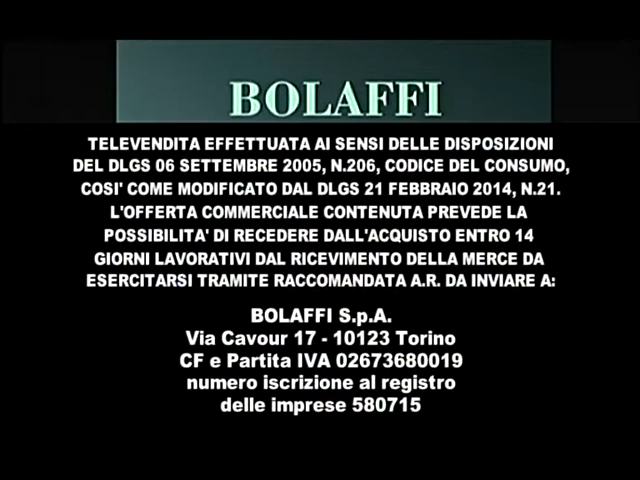 BOLAFFI
TELEVENDITA EFFETTUATA AI SENSI DELLE DISPOSIZIONI
DEL DLGS 06 SETTEMBRE 2005, N.206, CODICE DEL CONSUMO,
COSI' COME MODIFICATO DAL DLGS 21 FEBBRAIO 2014, N.21.
L'OFFERTA COMMERCIALE CONTENUTA PREVEDE LA
POSSIBILITA' DI RECEDERE DALL'ACQUISTO ENTRO 14
GIORNI LAVORATIVI DAL RICEVIMENTO DELLA MERCE DA
ESERCITARSI TRAMITE RACCOMANDATA A.R. DA INVIARE A:
BOLAFFI S.p.A.
Via Cavour 17 - 10123 Torino
CF e Partita IVA 02673680019
numero iscrizione al registro
delle imprese 580715